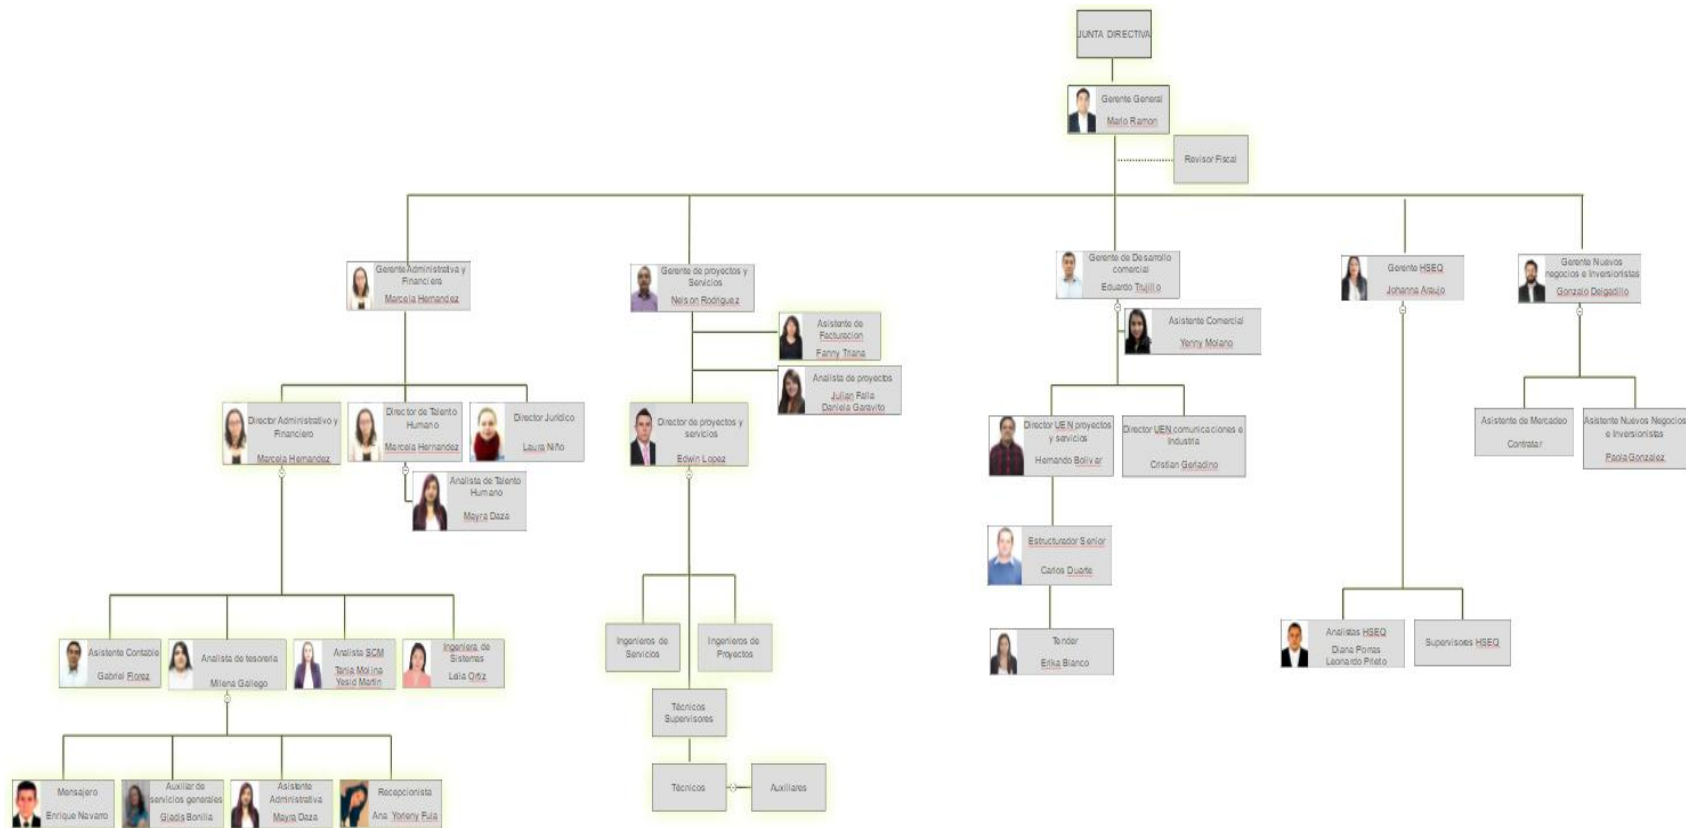 JUNTA DIRECTIVA
Gerente General
Mario Ramon
Revisor Fiscal
Gerente Administrativa y
Financiera
Marcela Hernandez
Gerente de proyectos y
Servicios
Nelson Rodriguez
Gerente de Desarrollo
comercial
Eduardo Trujillo
Gerente HSEQ
Johanna Araujo
Gerente Nuevos
negocios e Inversionistas
Gonzalo Delgadillo
Asistente de
Facturacion
Fanny Triana
Asistente Comercial
Yenny Molano
Analista de proyectos
Julian Falla
Daniela Garavito
Director Administrativo y
Financiero
Marcela Hernandez
Director de Talento
Humano
Marcela Hernandez
Director Jurídico
Laura Niño
Director de proyectos y
servicios
Edwin Lopez
Director UEN proyectos
y servicios
Hernando Bolivar
Director UEN comunicaciones e
Industria
Cristian Gerladino
Asistente de Mercadeo
Contratar
Asistente Nuevos Negocios
e Inversionistas
Paola Gonzalez
Analista de Talento
Humano
Mayra Daza
Estructurador Senior
Carlos Duarte
Asistente Contable
Gabriel Florez
Analista de tesoreria
Milena Gallego
Analista SCM
Tania Molina
Yesid Martin
Ingeniera de
Sistemas
Leila Ortiz
Ingenieros de
Servicios
Ingenieros de
Proyectos
Tender
Erika Blanco
Analistas HSEQ
Diana Porras
Leonardo Prieto
Supervisores HSEQ
Técnicos
Supervisores
Mensajero
Enrique Navarro
Auxiliar de
servicios generales
Gladis Bonilla
Asistente
Administrativa
Mayra Daza
Recepcionista
Ana Yorleny Fula
Técnicos
Auxiliares